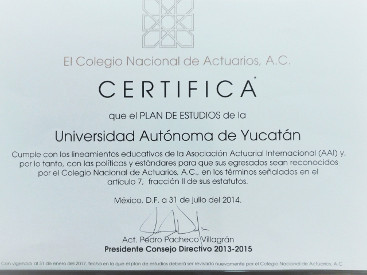 El Colegio Nacional de Actuarios, A.C.
CERTIFICA
que el PLAN DE ESTUDIOS de la
Universidad Autónoma de Yucatán
Cumple con los lineamientos educativos de la Asociación Actuarial Internacional (AAI) y,
por lo tanto, con las políticas y estándares para que sus egresados sean reconocidos
por el Colegio Nacional de Actuarios, A.C., en los términos señalados en el
artículo 7, fracción II de sus estatutos.
México, D.F. a 31 de julio del 2014.
Act. Pedro Pacheco Villagrán
Presidente Consejo Directivo 2013-2015